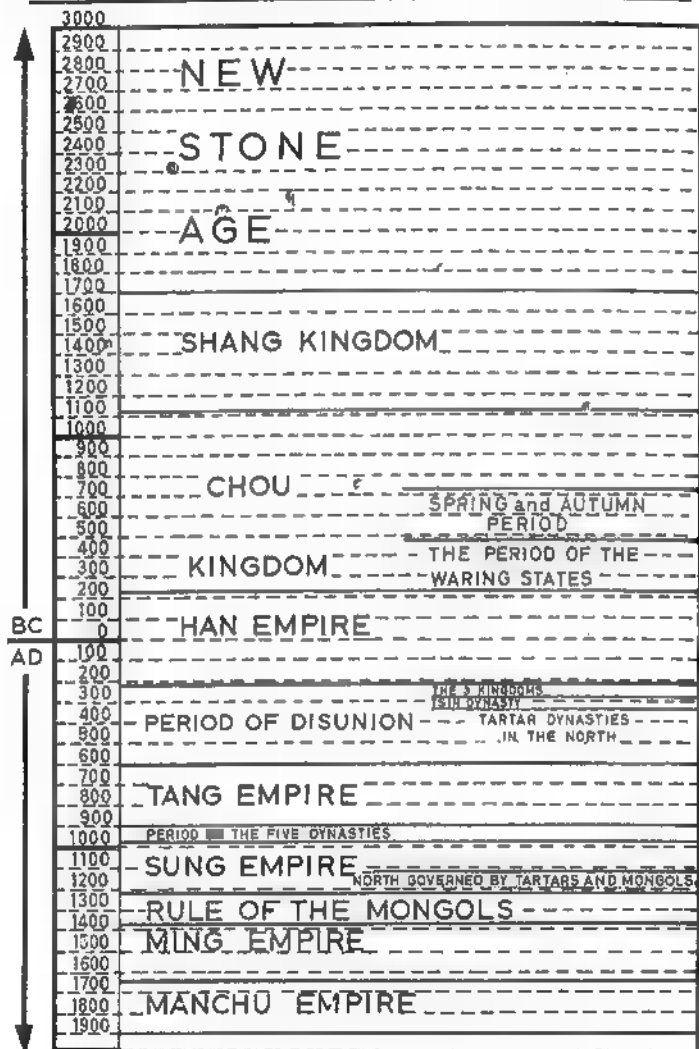 3000
2900
2800
2700
2600
2500
2400
2300
2200
2100
2000
1900
1800
1700
1600
1500
1400
1300
1200
1100
1000
900
800
700
600
500
400
300
200
100
0
BC
AD
100
200
300
400
500
600
700
800
900
1000
1100
1200
1300
1400
1500
1600
1700
1800
1900
NEW
STONE
AGE
SHANG KINGDOM
CHOU
KINGDOM
SPRING and AUTUMN
PERIOD
THE PERIOD OF THE
WARING STATES
HAN EMPIRE
THE 3 KINGDOMS
TSIN DYNASTY
PERIOD OF DISUNION
TARTAR DYNASTIES
IN THE NORTH
TANG EMPIRE
PERIOD THE FIVE DYNASTIES
SUNG EMPIRE
NORTH GOVERNED BY TARTARS AND MONGOLS
RULE OF THE MONGOLS
MING EMPIRE
MANCHU EMPIRE